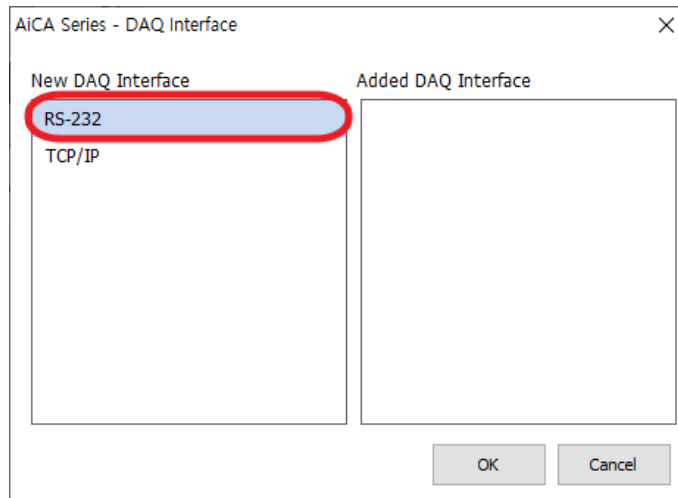 AiCA Series - DAQ Interface
New DAQ Interface
Added DAQ Interface
RS-232
TCP/IP
OK
Cancel